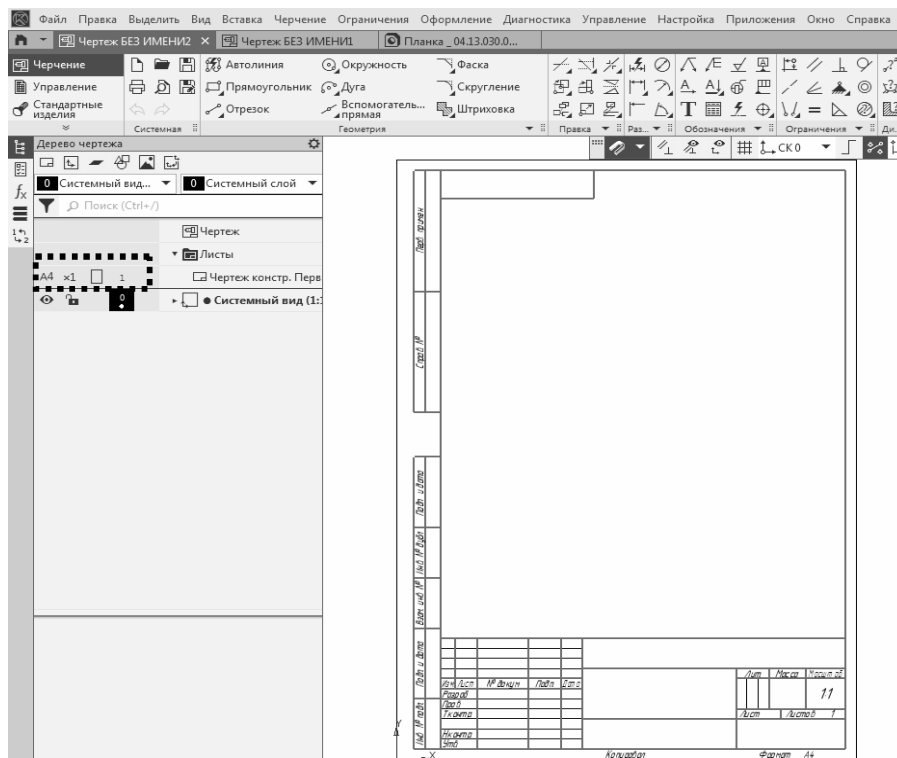 Файл Правка Выделить Вид Вставка Черчение Ограничения Оформление Диагностика Управление Настройка Приложения Окно Справка
Чертеж БЕЗ ИМЕНИ2 × Чертеж БЕЗ ИМЕНИ1 Планка _ 04.13.030.0...
Черчение Автолиния Окружность Фаска
Управление Прямоугольник Дуга Скругление
Стандартные изделия Отрезок Вспомогатель... прямая Штриховка
Системная Геометрия Правка Раз... Обозначения Ограничения Ди...
Дерево чертежа СК 0
0 Системный вид... 0 Системный слой
Поиск (Ctrl+/)
Чертеж
Листы
A4 x1 1 Чертеж констр. Перв
0 Системный вид (1:1
Перв. примен.
Справ. №
Подп. и дата
Инв. № дубл.
Взам. инв. №
Подп. и дата
Инв. № подл.
Лит. Масса Масштаб
Изм. Лист № докум. Подп. Дата
Разраб. 1:1
Пров.
Т.контр. Лист Листов 1
Н.контр.
Утв.
Копировал Формат A4
Y
X